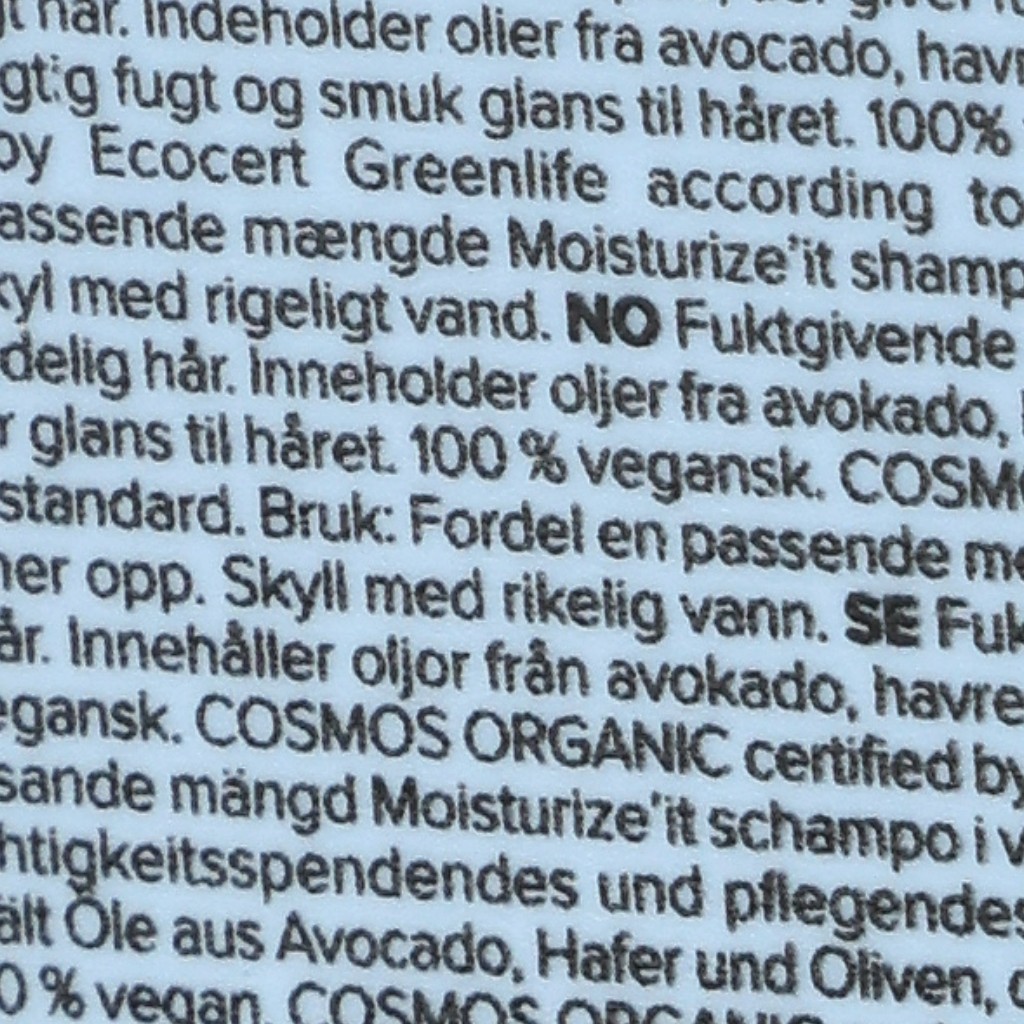 hår. Indeholder olier fra avocado, havr
gtig fugt og smuk glans til håret. 100%
by Ecocert Greenlife according to
assende mængde Moisturize'it shamp
kyl med rigeligt vand. NO Fuktgivende
delig hår. Inneholder oljer fra avokado,
r glans til håret. 100 % vegansk. COSMO
standard. Bruk: Fordel en passende me
ner opp. Skyll med rikelig vann. SE Fuk
år. Innehåller oljor från avokado, havre
egansk. COSMOS ORGANIC certified by
sande mängd Moisturize'it schampo i v
htigkeitsspendendes und pflegendes
ält Öle aus Avocado, Hafer und Oliven,
0 % vegan. COSMOS ORGANIC